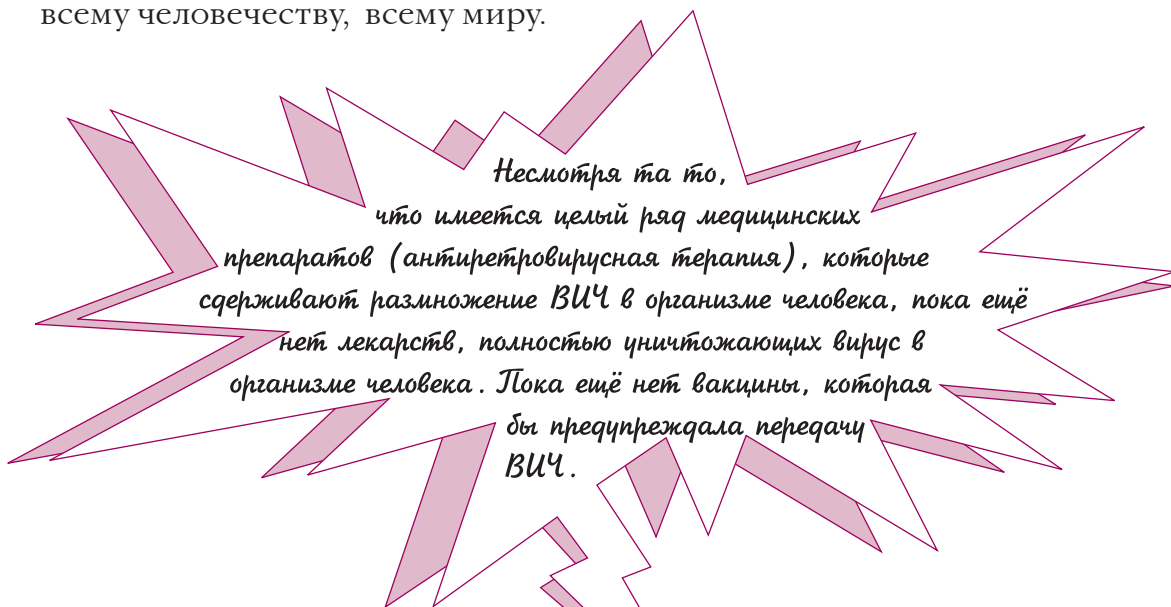 всему человечеству, всему миру.
Несмотря та то,
что имеется целый ряд медицинских
препаратов (антиретровирусная терапия), которые
сдерживают размножение ВИЧ в организме человека, пока ещё
нет лекарств, полностью уничтожающих вирус в
организме человека. Пока ещё нет вакцины, которая
бы предупреждала передачу
ВИЧ.